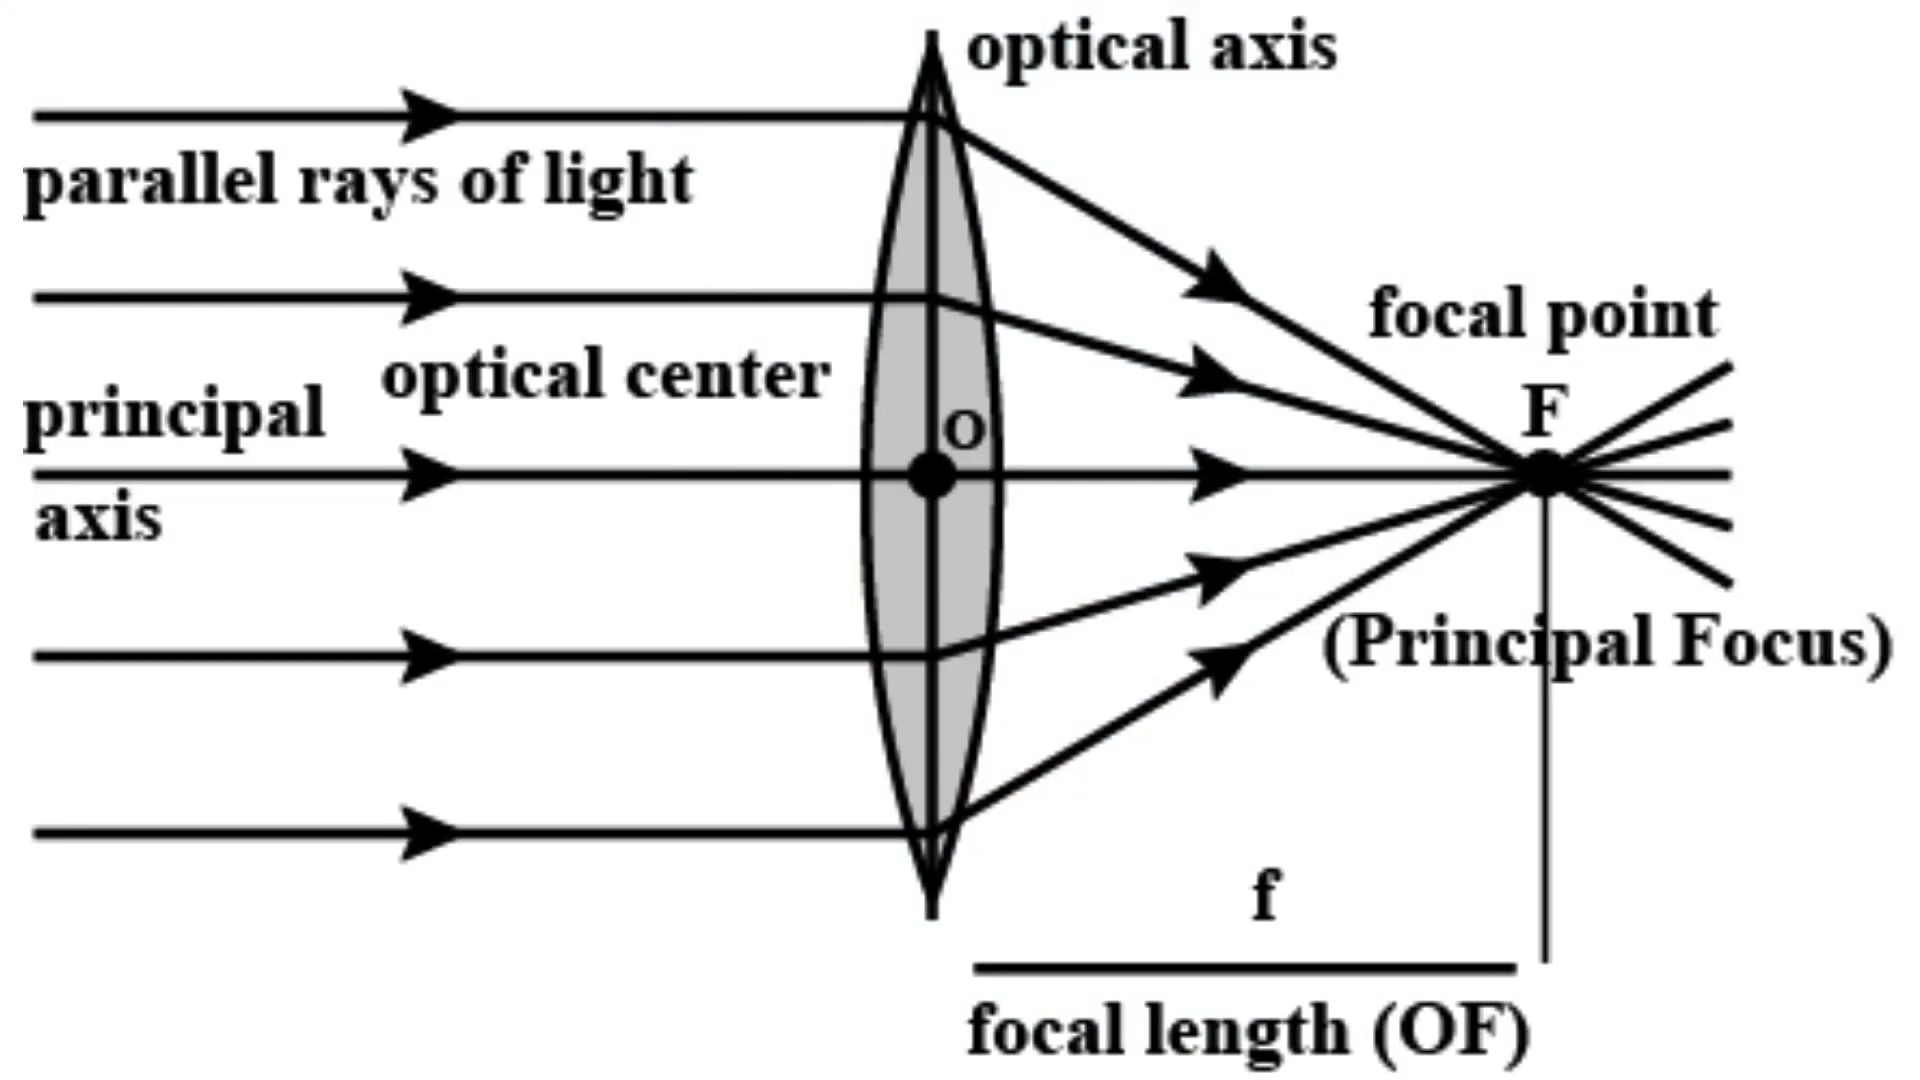 optical axis
parallel rays of light
focal point
optical center
principal
F
O
axis
(Principal Focus)
f
focal length (OF)